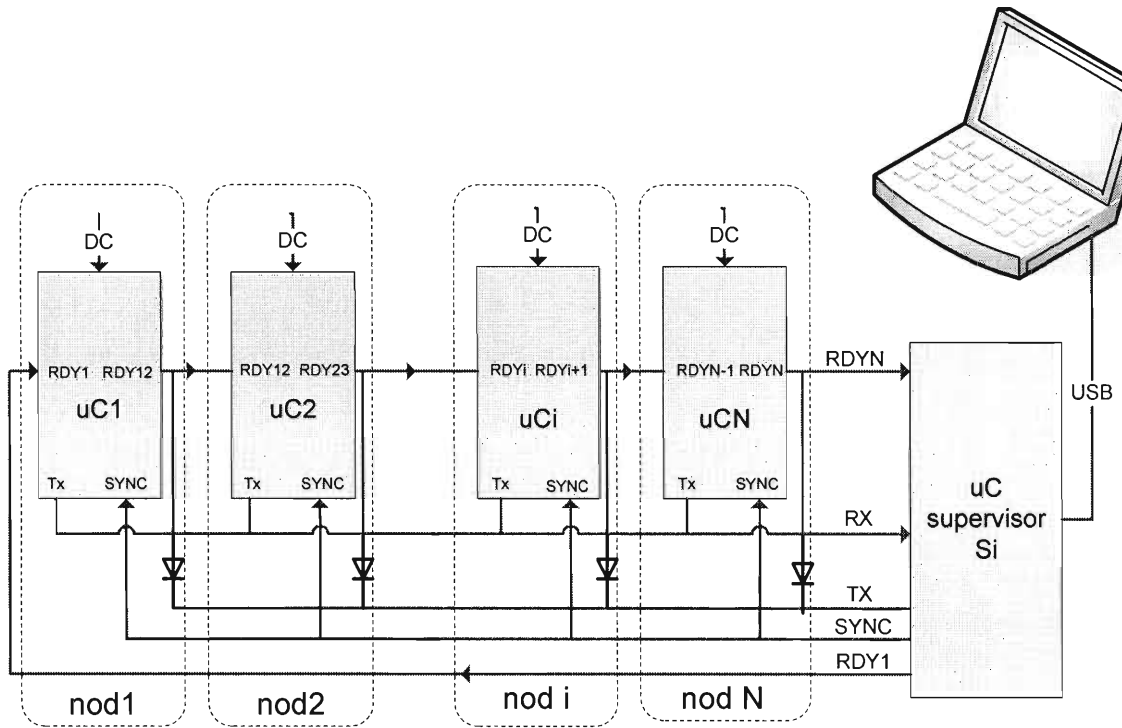 DC
DC
DC
DC
RDY1 RDY12
RDY12 RDY23
RDYi RDYi+1
RDYN-1 RDYN
RDYN
USB
uC1
uC2
uCi
uCN
Tx SYNC
Tx SYNC
Tx SYNC
Tx SYNC
RX
uC
supervisor
Si
TX
SYNC
RDY1
nod1
nod2
nod i
nod N